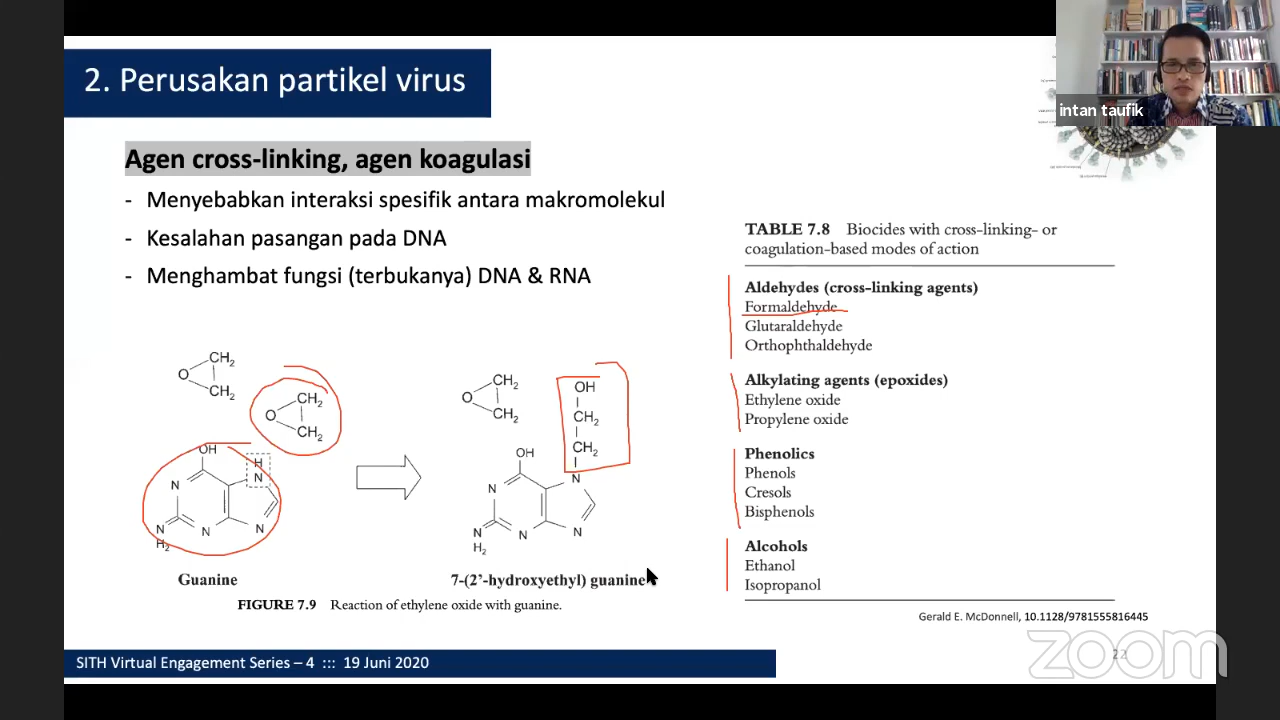 2. Perusakan partikel virus
intan taufik
Agen cross-linking, agen koagulasi
- Menyebabkan interaksi spesifik antara makromolekul
- Kesalahan pasangan pada DNA
- Menghambat fungsi (terbukanya) DNA & RNA
TABLE 7.8 Biocides with cross-linking- or
coagulation-based modes of action
Aldehydes (cross-linking agents)
Formaldehyde
Glutaraldehyde
Orthophthaldehyde
Alkylating agents (epoxides)
Ethylene oxide
Propylene oxide
Phenolics
Phenols
Cresols
Bisphenols
Alcohols
Ethanol
Isopropanol
CH2
O
CH2
CH2
O
CH2
OH
H
N
N
N
N
N
H2
Guanine
CH2
O
CH2
OH
CH2
CH2
OH
N
N
N
N
N
H2
7-(2'-hydroxyethyl) guanine
FIGURE 7.9 Reaction of ethylene oxide with guanine.
Gerald E. McDonnell, 10.1128/9781555816445
SITH Virtual Engagement Series – 4 ::: 19 Juni 2020
22
zoom